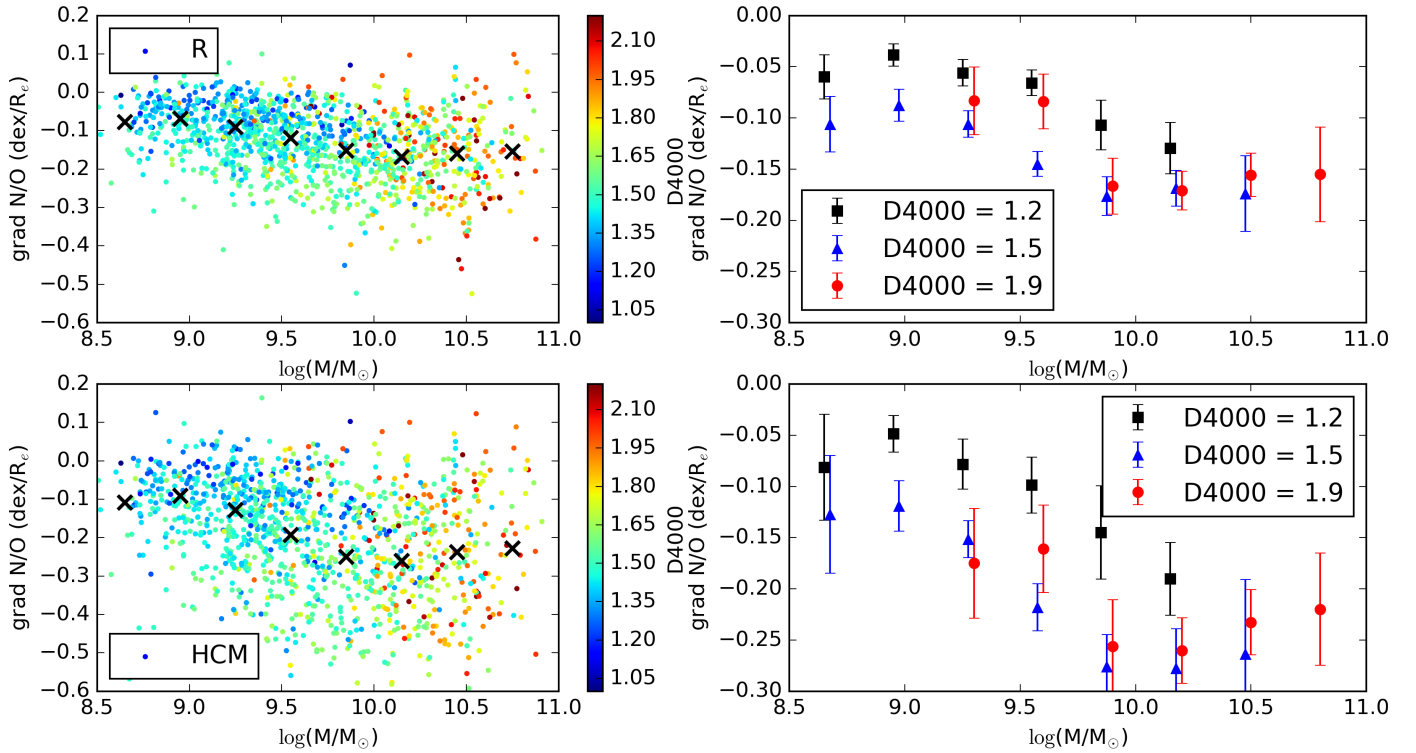 0.2
0.1
0.0
−0.1
−0.2
−0.3
−0.4
−0.5
−0.6
grad N/O (dex/Re)
R
8.5 9.0 9.5 10.0 10.5 11.0
log(M/M⊙)
2.10
1.95
1.80
1.65
1.50
1.35
1.20
1.05
D4000
0.00
−0.05
−0.10
−0.15
−0.20
−0.25
−0.30
grad N/O (dex/Re)
D4000 = 1.2
D4000 = 1.5
D4000 = 1.9
8.5 9.0 9.5 10.0 10.5 11.0
log(M/M⊙)
0.2
0.1
0.0
−0.1
−0.2
−0.3
−0.4
−0.5
−0.6
grad N/O (dex/Re)
HCM
8.5 9.0 9.5 10.0 10.5 11.0
log(M/M⊙)
2.10
1.95
1.80
1.65
1.50
1.35
1.20
1.05
D4000
0.00
−0.05
−0.10
−0.15
−0.20
−0.25
−0.30
grad N/O (dex/Re)
D4000 = 1.2
D4000 = 1.5
D4000 = 1.9
8.5 9.0 9.5 10.0 10.5 11.0
log(M/M⊙)